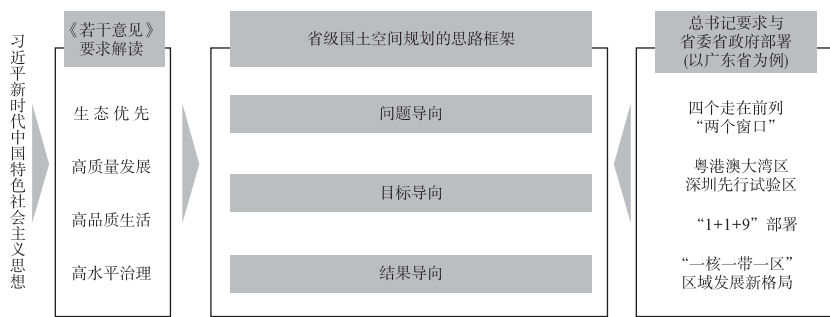 习近平新时代中国特色社会主义思想
《若干意见》
要求解读
生态优先
高质量发展
高品质生活
高水平治理
省级国土空间规划的思路框架
问题导向
目标导向
结果导向
总书记要求与
省委省政府部署
(以广东省为例)
四个走在前列
“两个窗口”
粤港澳大湾区
深圳先行试验区
“1+1+9”部署
“一核一带一区”
区域发展新格局